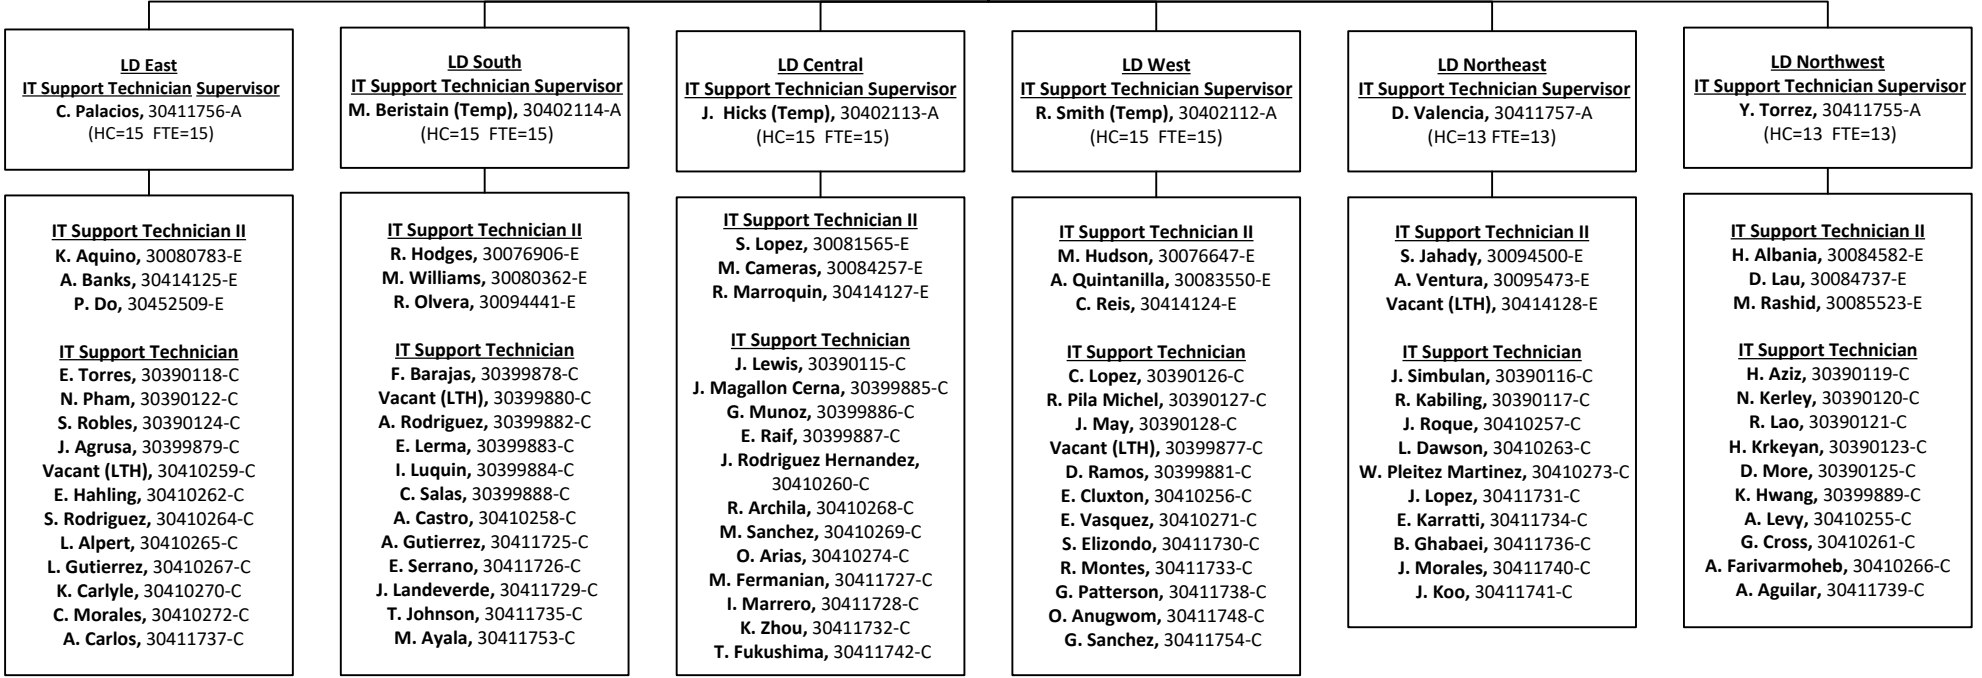 LD East
IT Support Technician Supervisor
C. Palacios, 30411756-A
(HC=15 FTE=15)
LD South
IT Support Technician Supervisor
M. Beristain (Temp), 30402114-A
(HC=15 FTE=15)
LD Central
IT Support Technician Supervisor
J. Hicks (Temp), 30402113-A
(HC=15 FTE=15)
LD West
IT Support Technician Supervisor
R. Smith (Temp), 30402112-A
(HC=15 FTE=15)
LD Northeast
IT Support Technician Supervisor
D. Valencia, 30411757-A
(HC=13 FTE=13)
LD Northwest
IT Support Technician Supervisor
Y. Torrez, 30411755-A
(HC=13 FTE=13)
IT Support Technician II
K. Aquino, 30080783-E
A. Banks, 30414125-E
P. Do, 30452509-E
IT Support Technician
E. Torres, 30390118-C
N. Pham, 30390122-C
S. Robles, 30390124-C
J. Agrusa, 30399879-C
Vacant (LTH), 30410259-C
E. Hahling, 30410262-C
S. Rodriguez, 30410264-C
L. Alpert, 30410265-C
L. Gutierrez, 30410267-C
K. Carlyle, 30410270-C
C. Morales, 30410272-C
A. Carlos, 30411737-C
IT Support Technician II
R. Hodges, 30076906-E
M. Williams, 30080362-E
R. Olvera, 30094441-E
IT Support Technician
F. Barajas, 30399878-C
Vacant (LTH), 30399880-C
A. Rodriguez, 30399882-C
E. Lerma, 30399883-C
I. Luquin, 30399884-C
C. Salas, 30399888-C
A. Castro, 30410258-C
A. Gutierrez, 30411725-C
E. Serrano, 30411726-C
J. Landeverde, 30411729-C
T. Johnson, 30411735-C
M. Ayala, 30411753-C
IT Support Technician II
S. Lopez, 30081565-E
M. Cameras, 30084257-E
R. Marroquin, 30414127-E
IT Support Technician
J. Lewis, 30390115-C
J. Magallon Cerna, 30399885-C
G. Munoz, 30399886-C
E. Raif, 30399887-C
J. Rodriguez Hernandez,
30410260-C
R. Archila, 30410268-C
M. Sanchez, 30410269-C
O. Arias, 30410274-C
M. Fermanian, 30411727-C
I. Marrero, 30411728-C
K. Zhou, 30411732-C
T. Fukushima, 30411742-C
IT Support Technician II
M. Hudson, 30076647-E
A. Quintanilla, 30083550-E
C. Reis, 30414124-E
IT Support Technician
C. Lopez, 30390126-C
R. Pila Michel, 30390127-C
J. May, 30390128-C
Vacant (LTH), 30399877-C
D. Ramos, 30399881-C
E. Cluxton, 30410256-C
E. Vasquez, 30410271-C
S. Elizondo, 30411730-C
R. Montes, 30411733-C
G. Patterson, 30411738-C
O. Anugwom, 30411748-C
G. Sanchez, 30411754-C
IT Support Technician II
S. Jahady, 30094500-E
A. Ventura, 30095473-E
Vacant (LTH), 30414128-E
IT Support Technician
J. Simbulan, 30390116-C
R. Kabiling, 30390117-C
J. Roque, 30410257-C
L. Dawson, 30410263-C
W. Pleitez Martinez, 30410273-C
J. Lopez, 30411731-C
E. Karratti, 30411734-C
B. Ghabaei, 30411736-C
J. Morales, 30411740-C
J. Koo, 30411741-C
IT Support Technician II
H. Albania, 30084582-E
D. Lau, 30084737-E
M. Rashid, 30085523-E
IT Support Technician
H. Aziz, 30390119-C
N. Kerley, 30390120-C
R. Lao, 30390121-C
H. Krkeyan, 30390123-C
D. More, 30390125-C
K. Hwang, 30399889-C
A. Levy, 30410255-C
G. Cross, 30410261-C
A. Farivarmoheb, 30410266-C
A. Aguilar, 30411739-C